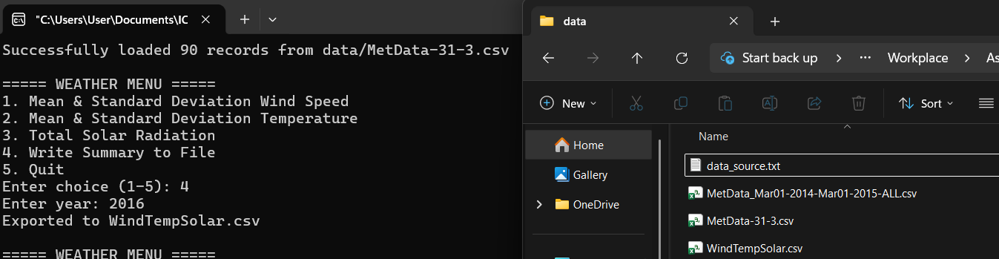 "C:\Users\User\Documents\IC
Successfully loaded 90 records from data/MetData-31-3.csv
===== WEATHER MENU =====
1. Mean & Standard Deviation Wind Speed
2. Mean & Standard Deviation Temperature
3. Total Solar Radiation
4. Write Summary to File
5. Quit
Enter choice (1-5): 4
Enter year: 2016
Exported to WindTempSolar.csv
===== WEATHER MENU =====
data
Start back up > ··· Workplace > As
New
Sort
Home
Gallery
OneDrive
Name
data_source.txt
MetData_Mar01-2014-Mar01-2015-ALL.csv
MetData-31-3.csv
WindTempSolar.csv